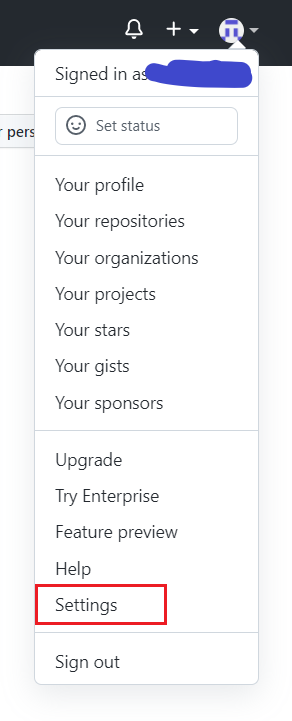 r pers
Signed in as
Set status
Your profile
Your repositories
Your organizations
Your projects
Your stars
Your gists
Your sponsors
Upgrade
Try Enterprise
Feature preview
Help
Settings
Sign out